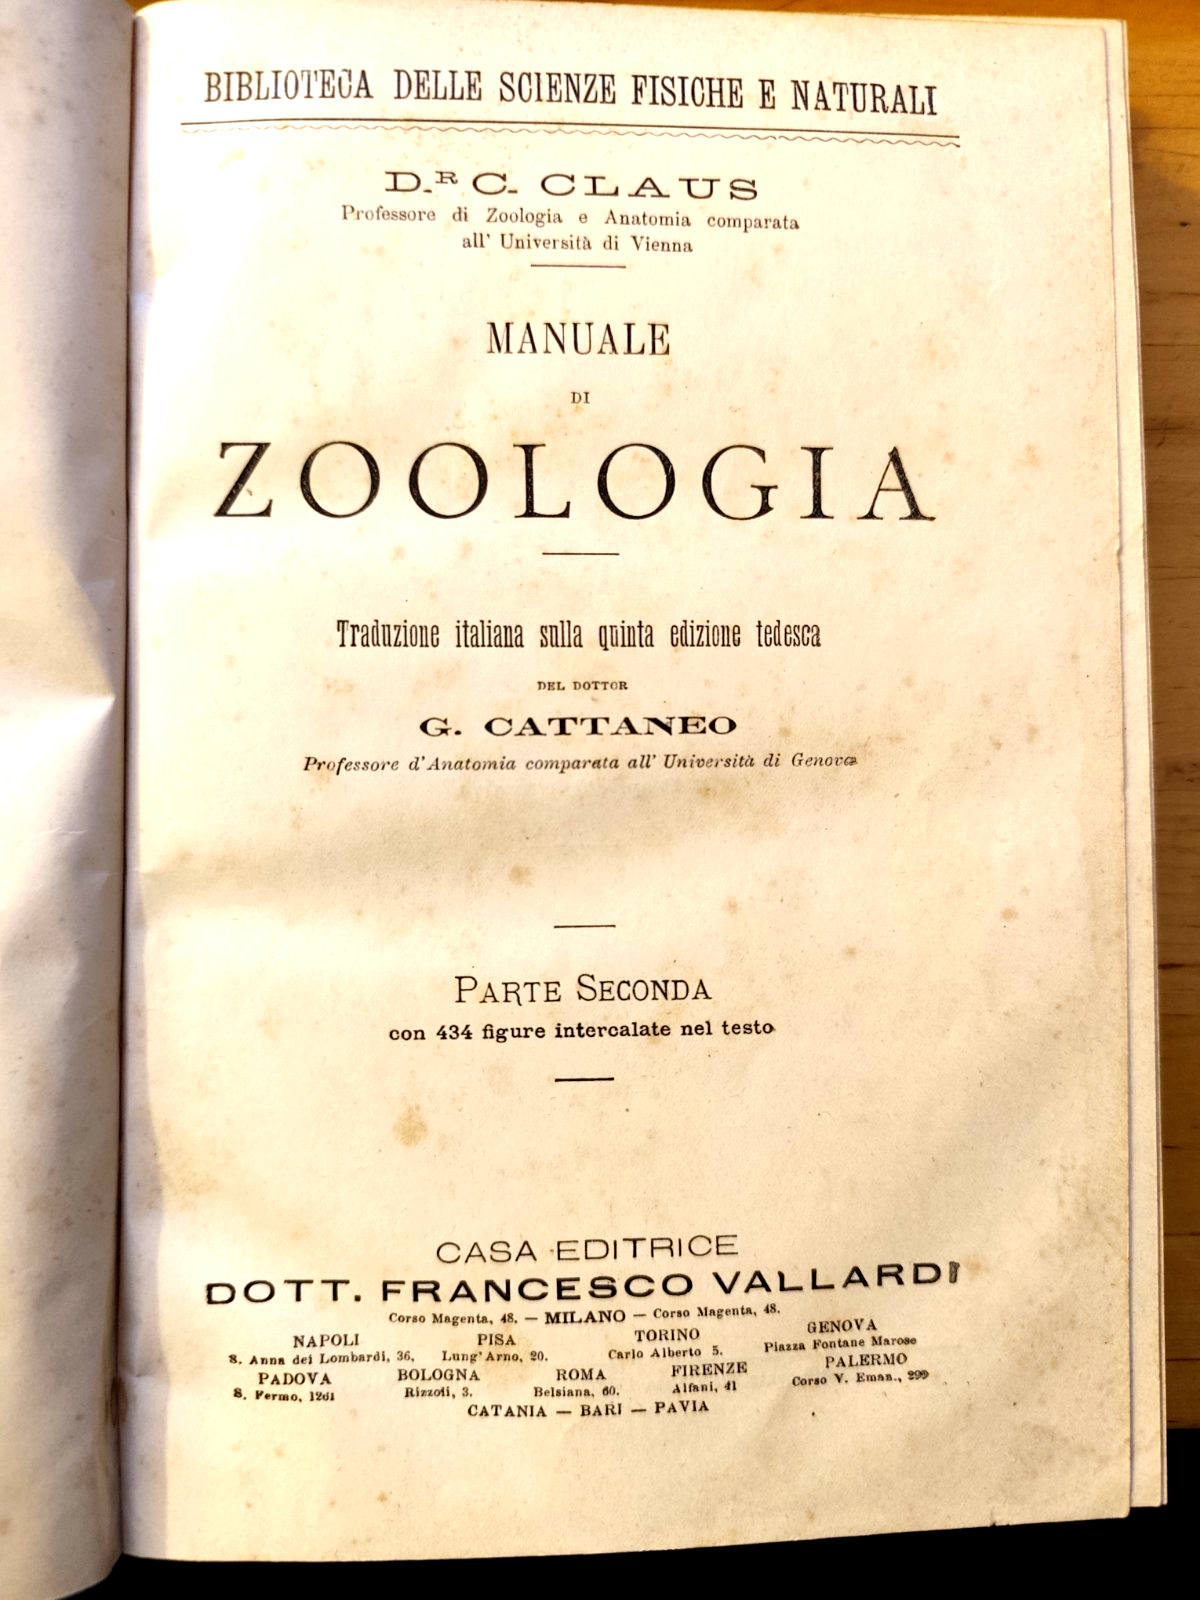 BIBLIOTECA DELLE SCIENZE FISICHE E NATURALI
D.R C. CLAUS
Professore di Zoologia e Anatomia comparata
all' Università di Vienna
MANUALE
DI
ZOOLOGIA
Traduzione italiana sulla quinta edizione tedesca
DEL DOTTOR
G. CATTANEO
Professore d'Anatomia comparata all' Università di Genova
PARTE SECONDA
con 434 figure intercalate nel testo
CASA EDITRICE
DOTT. FRANCESCO VALLARDI
Corso Magenta, 48. — MILANO — Corso Magenta, 48.
NAPOLI PISA TORINO GENOVA
S. Anna dei Lombardi, 36. Lung' Arno, 20. Carlo Alberto 5. Piazza Fontane Marose
PADOVA BOLOGNA ROMA FIRENZE PALERMO
S. Fermo, Rizzoli, 3. Belsiana, 60. Alfani, 41 Corso V. Eman.,
CATANIA — BARI — PAVIA